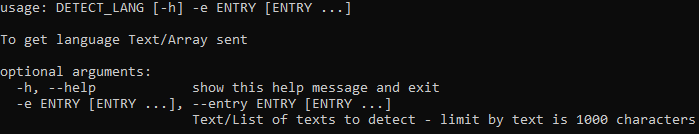 usage: DETECT_LANG [-h] -e ENTRY [ENTRY ...]
To get language Text/Array sent
optional arguments:
-h, --help show this help message and exit
-e ENTRY [ENTRY ...], --entry ENTRY [ENTRY ...]
Text/List of texts to detect - limit by text is 1000 characters